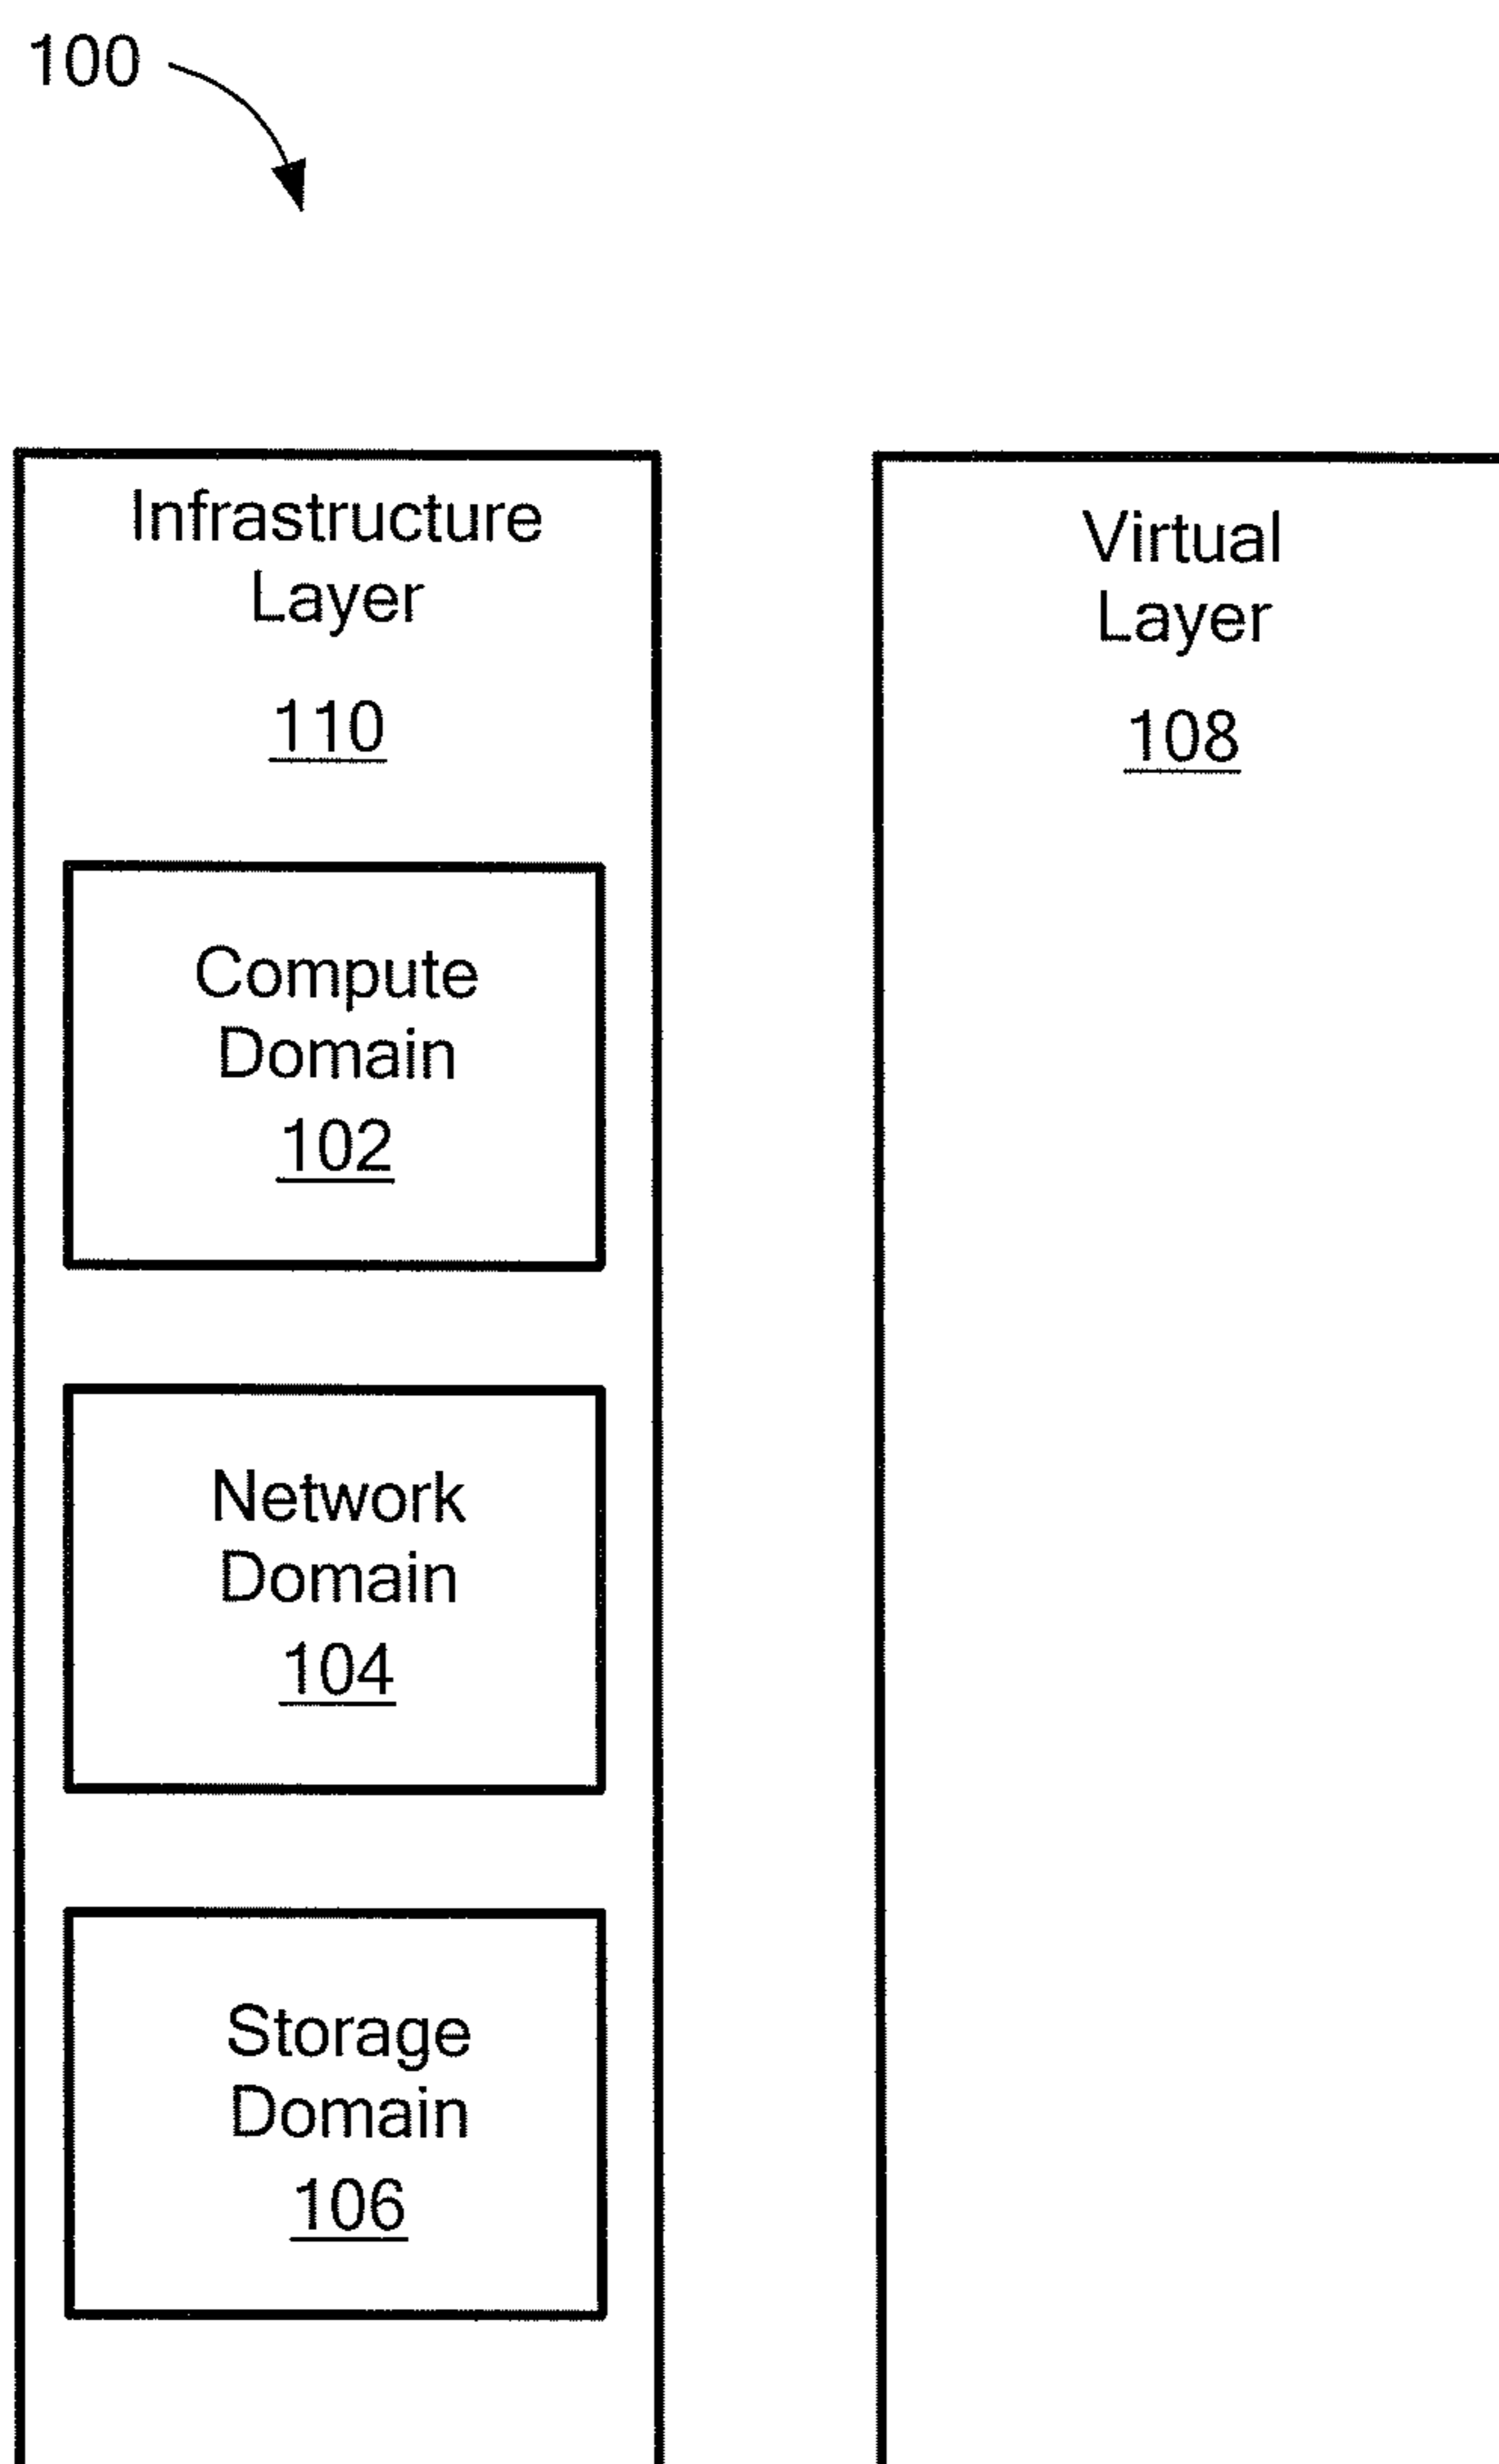 100
Infrastructure
Layer
110
Compute
Domain
102
Network
Domain
104
Storage
Domain
106
Virtual
Layer
108